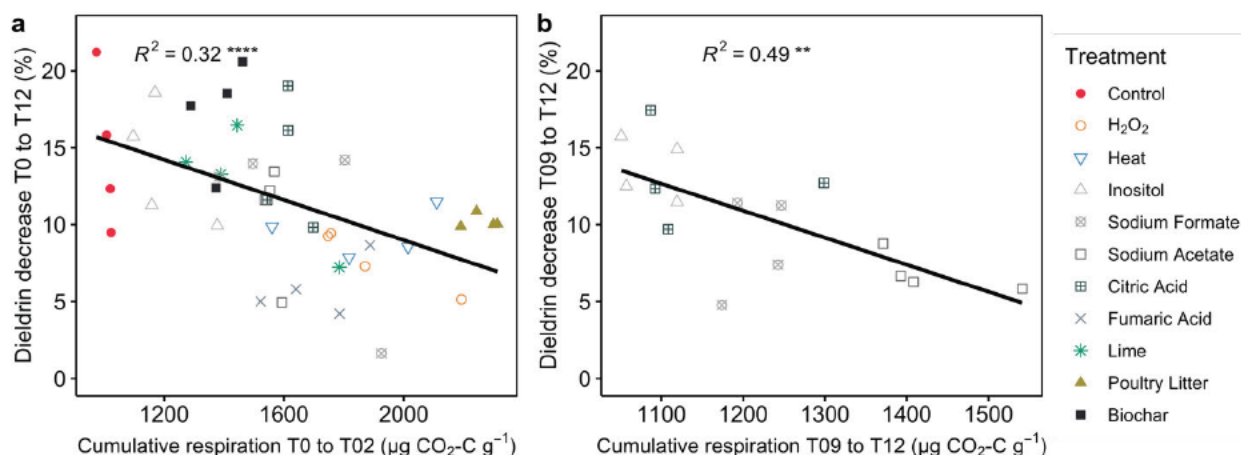 a
R² = 0.32 ****
Dieldrin decrease T0 to T12 (%)
20
15
10
5
0
1200 1600 2000
Cumulative respiration T0 to T02 (µg CO₂-C g⁻¹)
b
R² = 0.49 **
Dieldrin decrease T09 to T12 (%)
20
15
10
5
0
1100 1200 1300 1400 1500
Cumulative respiration T09 to T12 (µg CO₂-C g⁻¹)
Treatment
Control
H₂O₂
Heat
Inositol
Sodium Formate
Sodium Acetate
Citric Acid
Fumaric Acid
Lime
Poultry Litter
Biochar